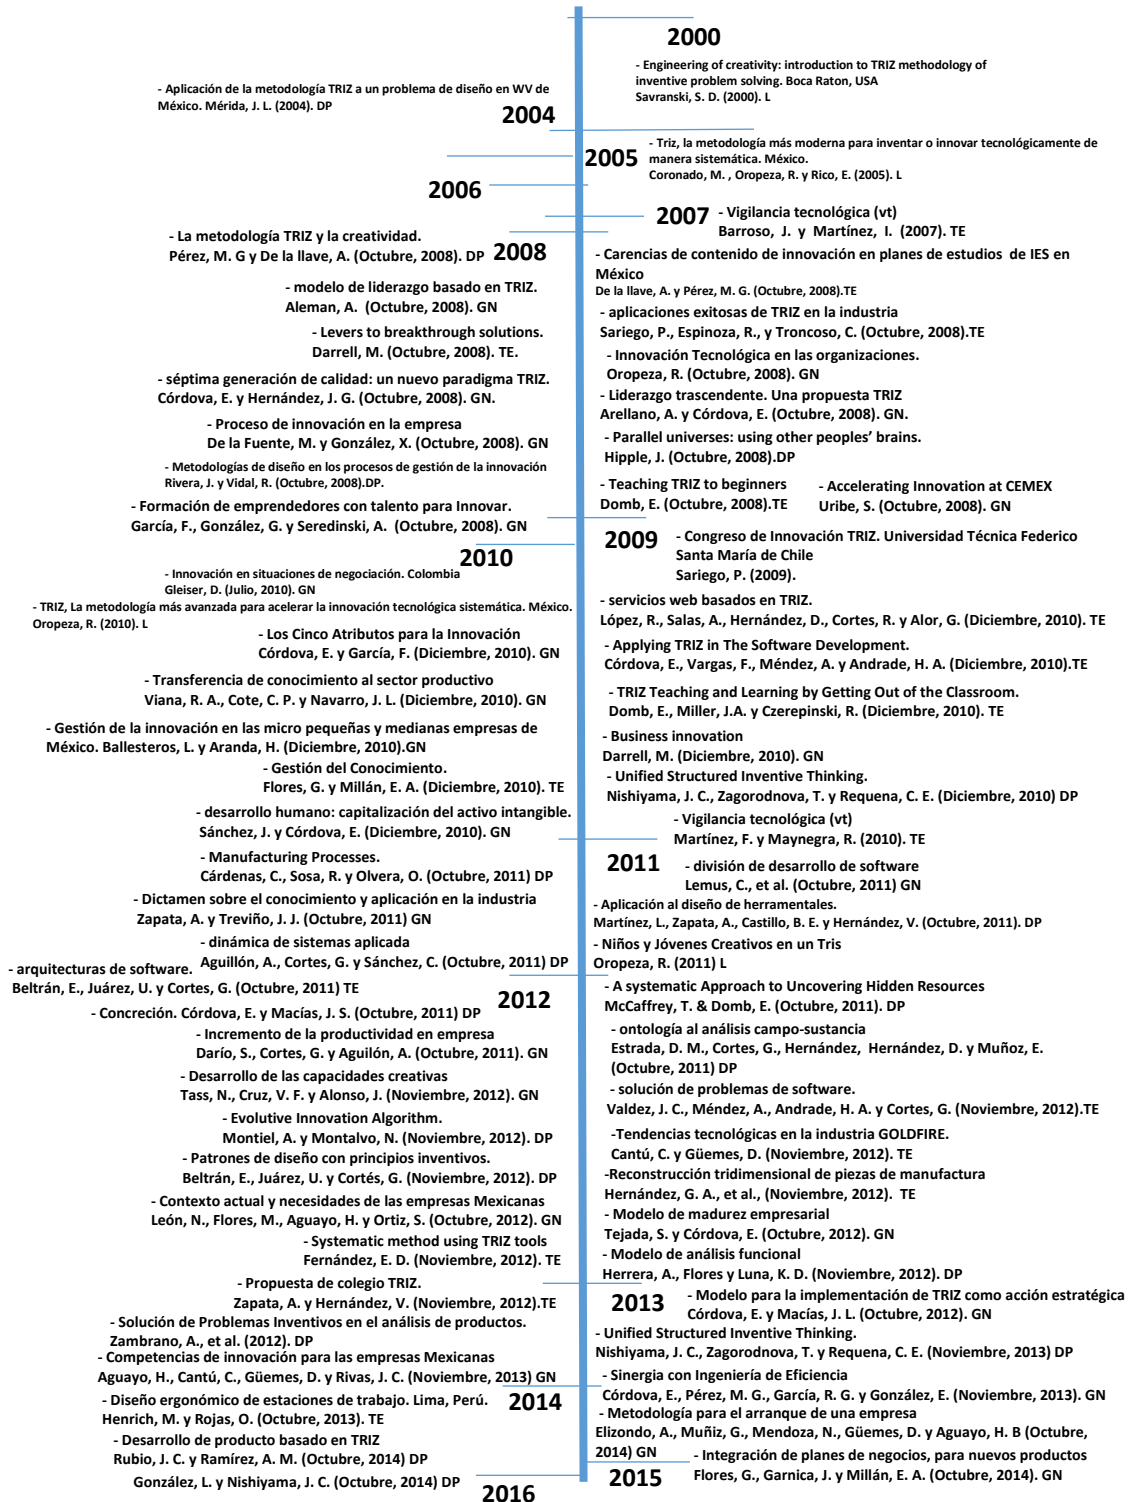 2000
- Engineering of creativity: introduction to TRIZ methodology of
inventive problem solving. Boca Raton, USA
Savranski, S. D. (2000). L
- Aplicación de la metodología TRIZ a un problema de diseño en WV de
México. Mérida, J. L. (2004). DP
2004
2005
- Triz, la metodología más moderna para inventar o innovar tecnológicamente de
manera sistemática. México.
Coronado, M. , Oropeza, R. y Rico, E. (2005). L
2006
2007
- Vigilancia tecnológica (vt)
Barroso, J. y Martínez, I. (2007). TE
- La metodología TRIZ y la creatividad.
Pérez, M. G y De la llave, A. (Octubre, 2008). DP
2008
- Carencias de contenido de innovación en planes de estudios de IES en
México
De la llave, A. y Pérez, M. G. (Octubre, 2008).TE
- modelo de liderazgo basado en TRIZ.
Aleman, A. (Octubre, 2008). GN
- aplicaciones exitosas de TRIZ en la industria
Sariego, P., Espinoza, R., y Troncoso, C. (Octubre, 2008).TE
- Levers to breakthrough solutions.
Darrell, M. (Octubre, 2008). TE.
- Innovación Tecnológica en las organizaciones.
Oropeza, R. (Octubre, 2008). GN
- séptima generación de calidad: un nuevo paradigma TRIZ.
Córdova, E. y Hernández, J. G. (Octubre, 2008). GN.
- Liderazgo trascendente. Una propuesta TRIZ
Arellano, A. y Córdova, E. (Octubre, 2008). GN.
- Proceso de innovación en la empresa
De la Fuente, M. y González, X. (Octubre, 2008). GN
- Parallel universes: using other peoples’ brains.
Hipple, J. (Octubre, 2008).DP
- Metodologías de diseño en los procesos de gestión de la innovación
Rivera, J. y Vidal, R. (Octubre, 2008).DP.
- Teaching TRIZ to beginners
Domb, E. (Octubre, 2008).TE
- Accelerating Innovation at CEMEX
Uribe, S. (Octubre, 2008). GN
- Formación de emprendedores con talento para Innovar.
García, F., González, G. y Seredinski, A. (Octubre, 2008). GN
2009
- Congreso de Innovación TRIZ. Universidad Técnica Federico
Santa María de Chile
Sariego, P. (2009).
2010
- Innovación en situaciones de negociación. Colombia
Gleiser, D. (Julio, 2010). GN
- TRIZ, La metodología más avanzada para acelerar la innovación tecnológica sistemática. México.
Oropeza, R. (2010). L
- servicios web basados en TRIZ.
López, R., Salas, A., Hernández, D., Cortes, R. y Alor, G. (Diciembre, 2010). TE
- Los Cinco Atributos para la Innovación
Córdova, E. y García, F. (Diciembre, 2010). GN
- Applying TRIZ in The Software Development.
Córdova, E., Vargas, F., Méndez, A. y Andrade, H. A. (Diciembre, 2010).TE
- Transferencia de conocimiento al sector productivo
Viana, R. A., Cote, C. P. y Navarro, J. L. (Diciembre, 2010). GN
- TRIZ Teaching and Learning by Getting Out of the Classroom.
Domb, E., Miller, J.A. y Czerepinski, R. (Diciembre, 2010). TE
- Gestión de la innovación en las micro pequeñas y medianas empresas de
México. Ballesteros, L. y Aranda, H. (Diciembre, 2010).GN
- Business innovation
Darrell, M. (Diciembre, 2010). GN
- Gestión del Conocimiento.
Flores, G. y Millán, E. A. (Diciembre, 2010). TE
- Unified Structured Inventive Thinking.
Nishiyama, J. C., Zagorodnova, T. y Requena, C. E. (Diciembre, 2010) DP
- desarrollo humano: capitalización del activo intangible.
Sánchez, J. y Córdova, E. (Diciembre, 2010). GN
- Vigilancia tecnológica (vt)
Martínez, F. y Maynegra, R. (2010). TE
- Manufacturing Processes.
Cárdenas, C., Sosa, R. y Olvera, O. (Octubre, 2011) DP
2011
- división de desarrollo de software
Lemus, C., et al. (Octubre, 2011) GN
- Dictamen sobre el conocimiento y aplicación en la industria
Zapata, A. y Treviño, J. J. (Octubre, 2011) GN
- Aplicación al diseño de herramentales.
Martínez, L., Zapata, A., Castillo, B. E. y Hernández, V. (Octubre, 2011). DP
- dinámica de sistemas aplicada
Aguillón, A., Cortes, G. y Sánchez, C. (Octubre, 2011) DP
- Niños y Jóvenes Creativos en un Tris
Oropeza, R. (2011) L
- arquitecturas de software.
Beltrán, E., Juárez, U. y Cortes, G. (Octubre, 2011) TE
2012
- A systematic Approach to Uncovering Hidden Resources
McCaffrey, T. & Domb, E. (Octubre, 2011). DP
- Concreción. Córdova, E. y Macías, J. S. (Octubre, 2011) DP
- ontología al análisis campo-sustancia
Estrada, D. M., Cortes, G., Hernández, Hernández, D. y Muñoz, E.
(Octubre, 2011) DP
- Incremento de la productividad en empresa
Darío, S., Cortes, G. y Aguilón, A. (Octubre, 2011). GN
- Desarrollo de las capacidades creativas
Tass, N., Cruz, V. F. y Alonso, J. (Noviembre, 2012). GN
- solución de problemas de software.
Valdez, J. C., Méndez, A., Andrade, H. A. y Cortes, G. (Noviembre, 2012).TE
- Evolutive Innovation Algorithm.
Montiel, A. y Montalvo, N. (Noviembre, 2012). DP
-Tendencias tecnológicas en la industria GOLDFIRE.
Cantú, C. y Güemes, D. (Noviembre, 2012). TE
- Patrones de diseño con principios inventivos.
Beltrán, E., Juárez, U. y Cortés, G. (Noviembre, 2012). DP
-Reconstrucción tridimensional de piezas de manufactura
Hernández, G. A., et al., (Noviembre, 2012). TE
- Contexto actual y necesidades de las empresas Mexicanas
León, N., Flores, M., Aguayo, H. y Ortiz, S. (Octubre, 2012). GN
- Modelo de madurez empresarial
Tejada, S. y Córdova, E. (Octubre, 2012). GN
- Systematic method using TRIZ tools
Fernández, E. D. (Noviembre, 2012). TE
- Modelo de análisis funcional
Herrera, A., Flores y Luna, K. D. (Noviembre, 2012). DP
- Propuesta de colegio TRIZ.
Zapata, A. y Hernández, V. (Noviembre, 2012).TE
2013
- Modelo para la implementación de TRIZ como acción estratégica
Córdova, E. y Macías, J. L. (Octubre, 2012). GN
- Solución de Problemas Inventivos en el análisis de productos.
Zambrano, A., et al. (2012). DP
- Unified Structured Inventive Thinking.
Nishiyama, J. C., Zagorodnova, T. y Requena, C. E. (Noviembre, 2013) DP
- Competencias de innovación para las empresas Mexicanas
Aguayo, H., Cantú, C., Güemes, D. y Rivas, J. C. (Noviembre, 2013) GN
- Sinergia con Ingeniería de Eficiencia
Córdova, E., Pérez, M. G., García, R. G. y González, E. (Noviembre, 2013). GN
- Diseño ergonómico de estaciones de trabajo. Lima, Perú.
Henrich, M. y Rojas, O. (Octubre, 2013). TE
2014
- Metodología para el arranque de una empresa
Elizondo, A., Muñiz, G., Mendoza, N., Güemes, D. y Aguayo, H. B (Octubre,
2014) GN
- Desarrollo de producto basado en TRIZ
Rubio, J. C. y Ramírez, A. M. (Octubre, 2014) DP
- Integración de planes de negocios, para nuevos productos
Flores, G., Garnica, J. y Millán, E. A. (Octubre, 2014). GN
2015
González, L. y Nishiyama, J. C. (Octubre, 2014) DP
2016